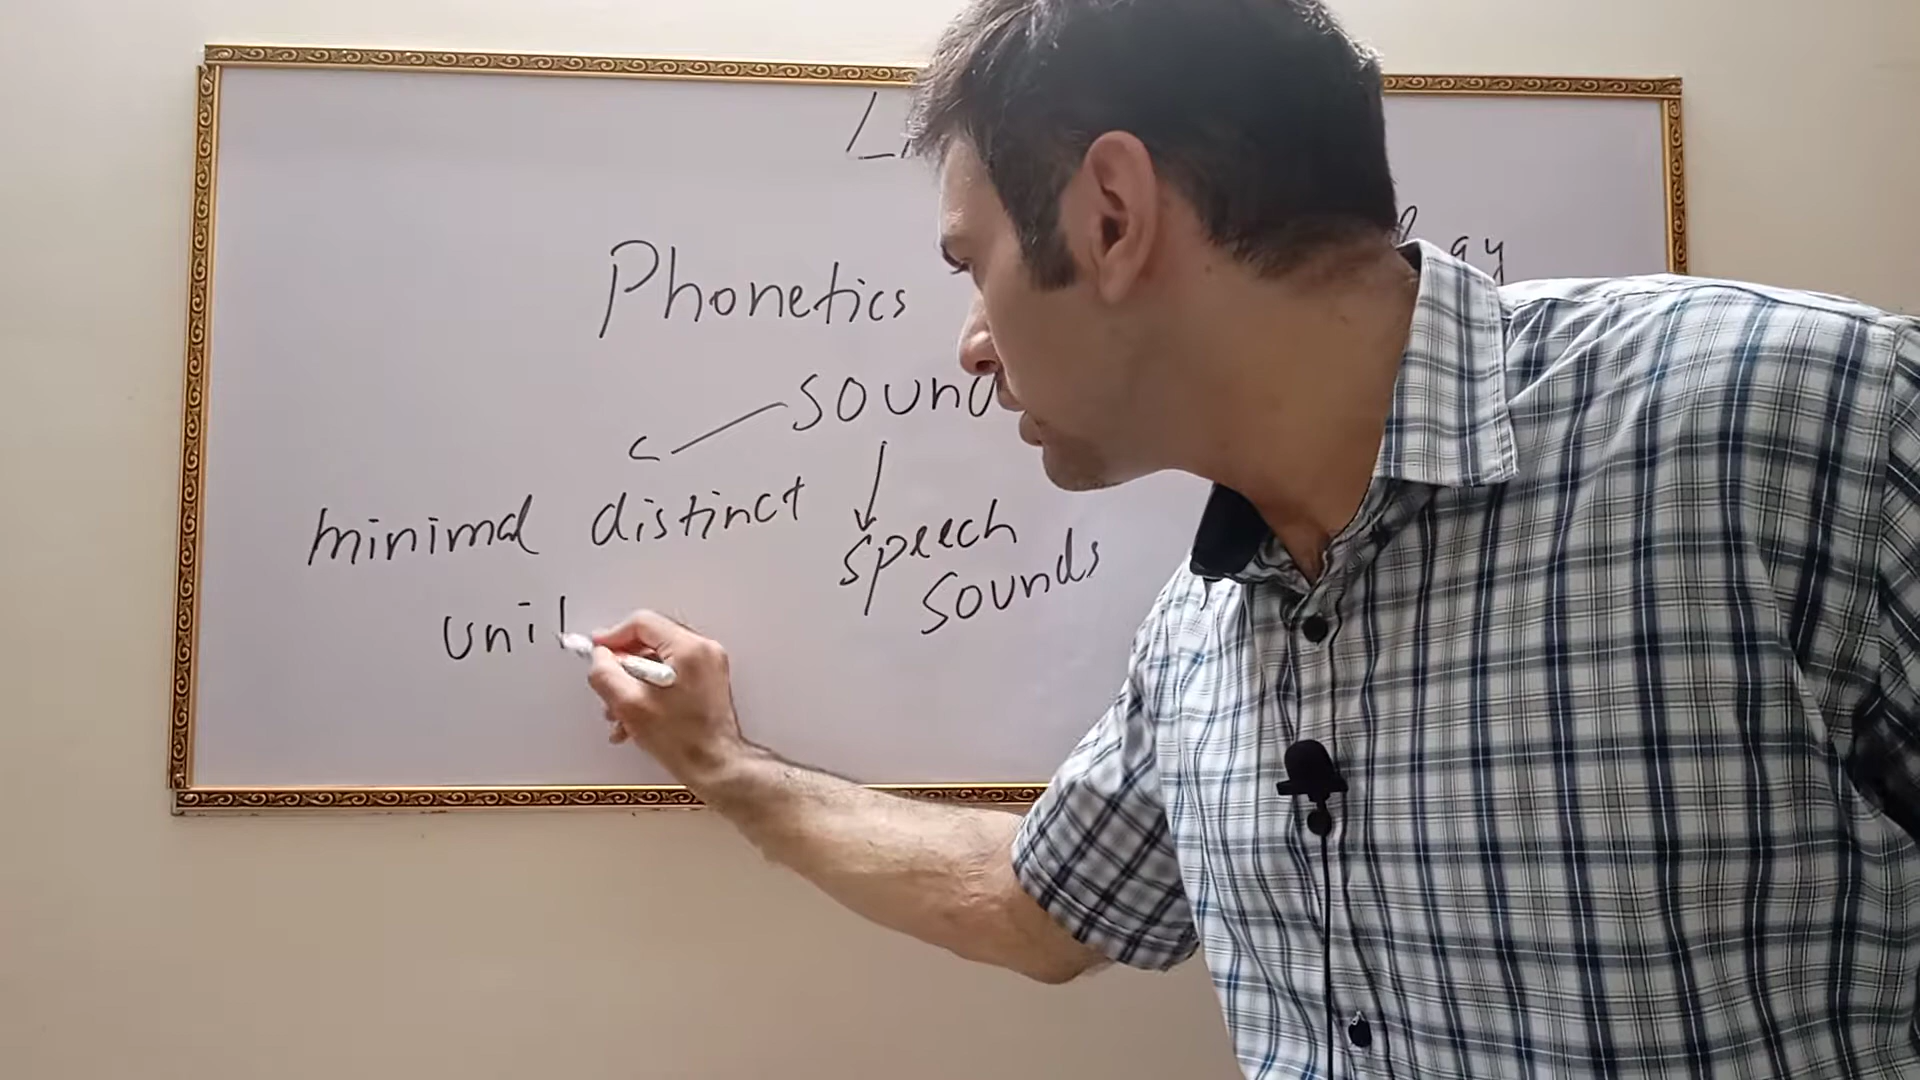 Phonetics
sound
minimal distinct
speech
sounds
unit